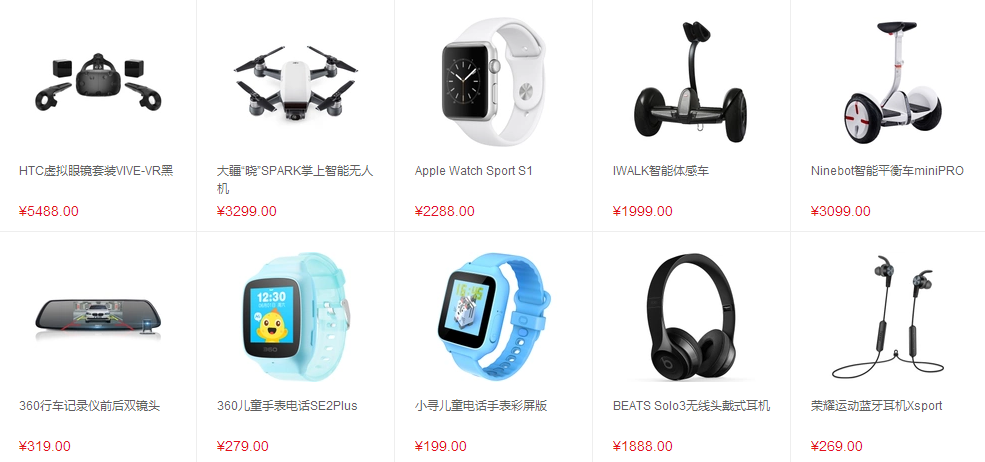 HTC虚拟眼镜套装VIVE-VR黑
大疆“晓”SPARK掌上智能无人
机
Apple Watch Sport S1
IWALK智能体感车
Ninebot智能平衡车miniPRO
¥5488.00
¥3299.00
¥2288.00
¥1999.00
¥3099.00
12:30
360行车记录仪前后双镜头
360儿童手表电话SE2Plus
小寻儿童电话手表彩屏版
BEATS Solo3无线头戴式耳机
荣耀运动蓝牙耳机Xsport
¥319.00
¥279.00
¥199.00
¥1888.00
¥269.00